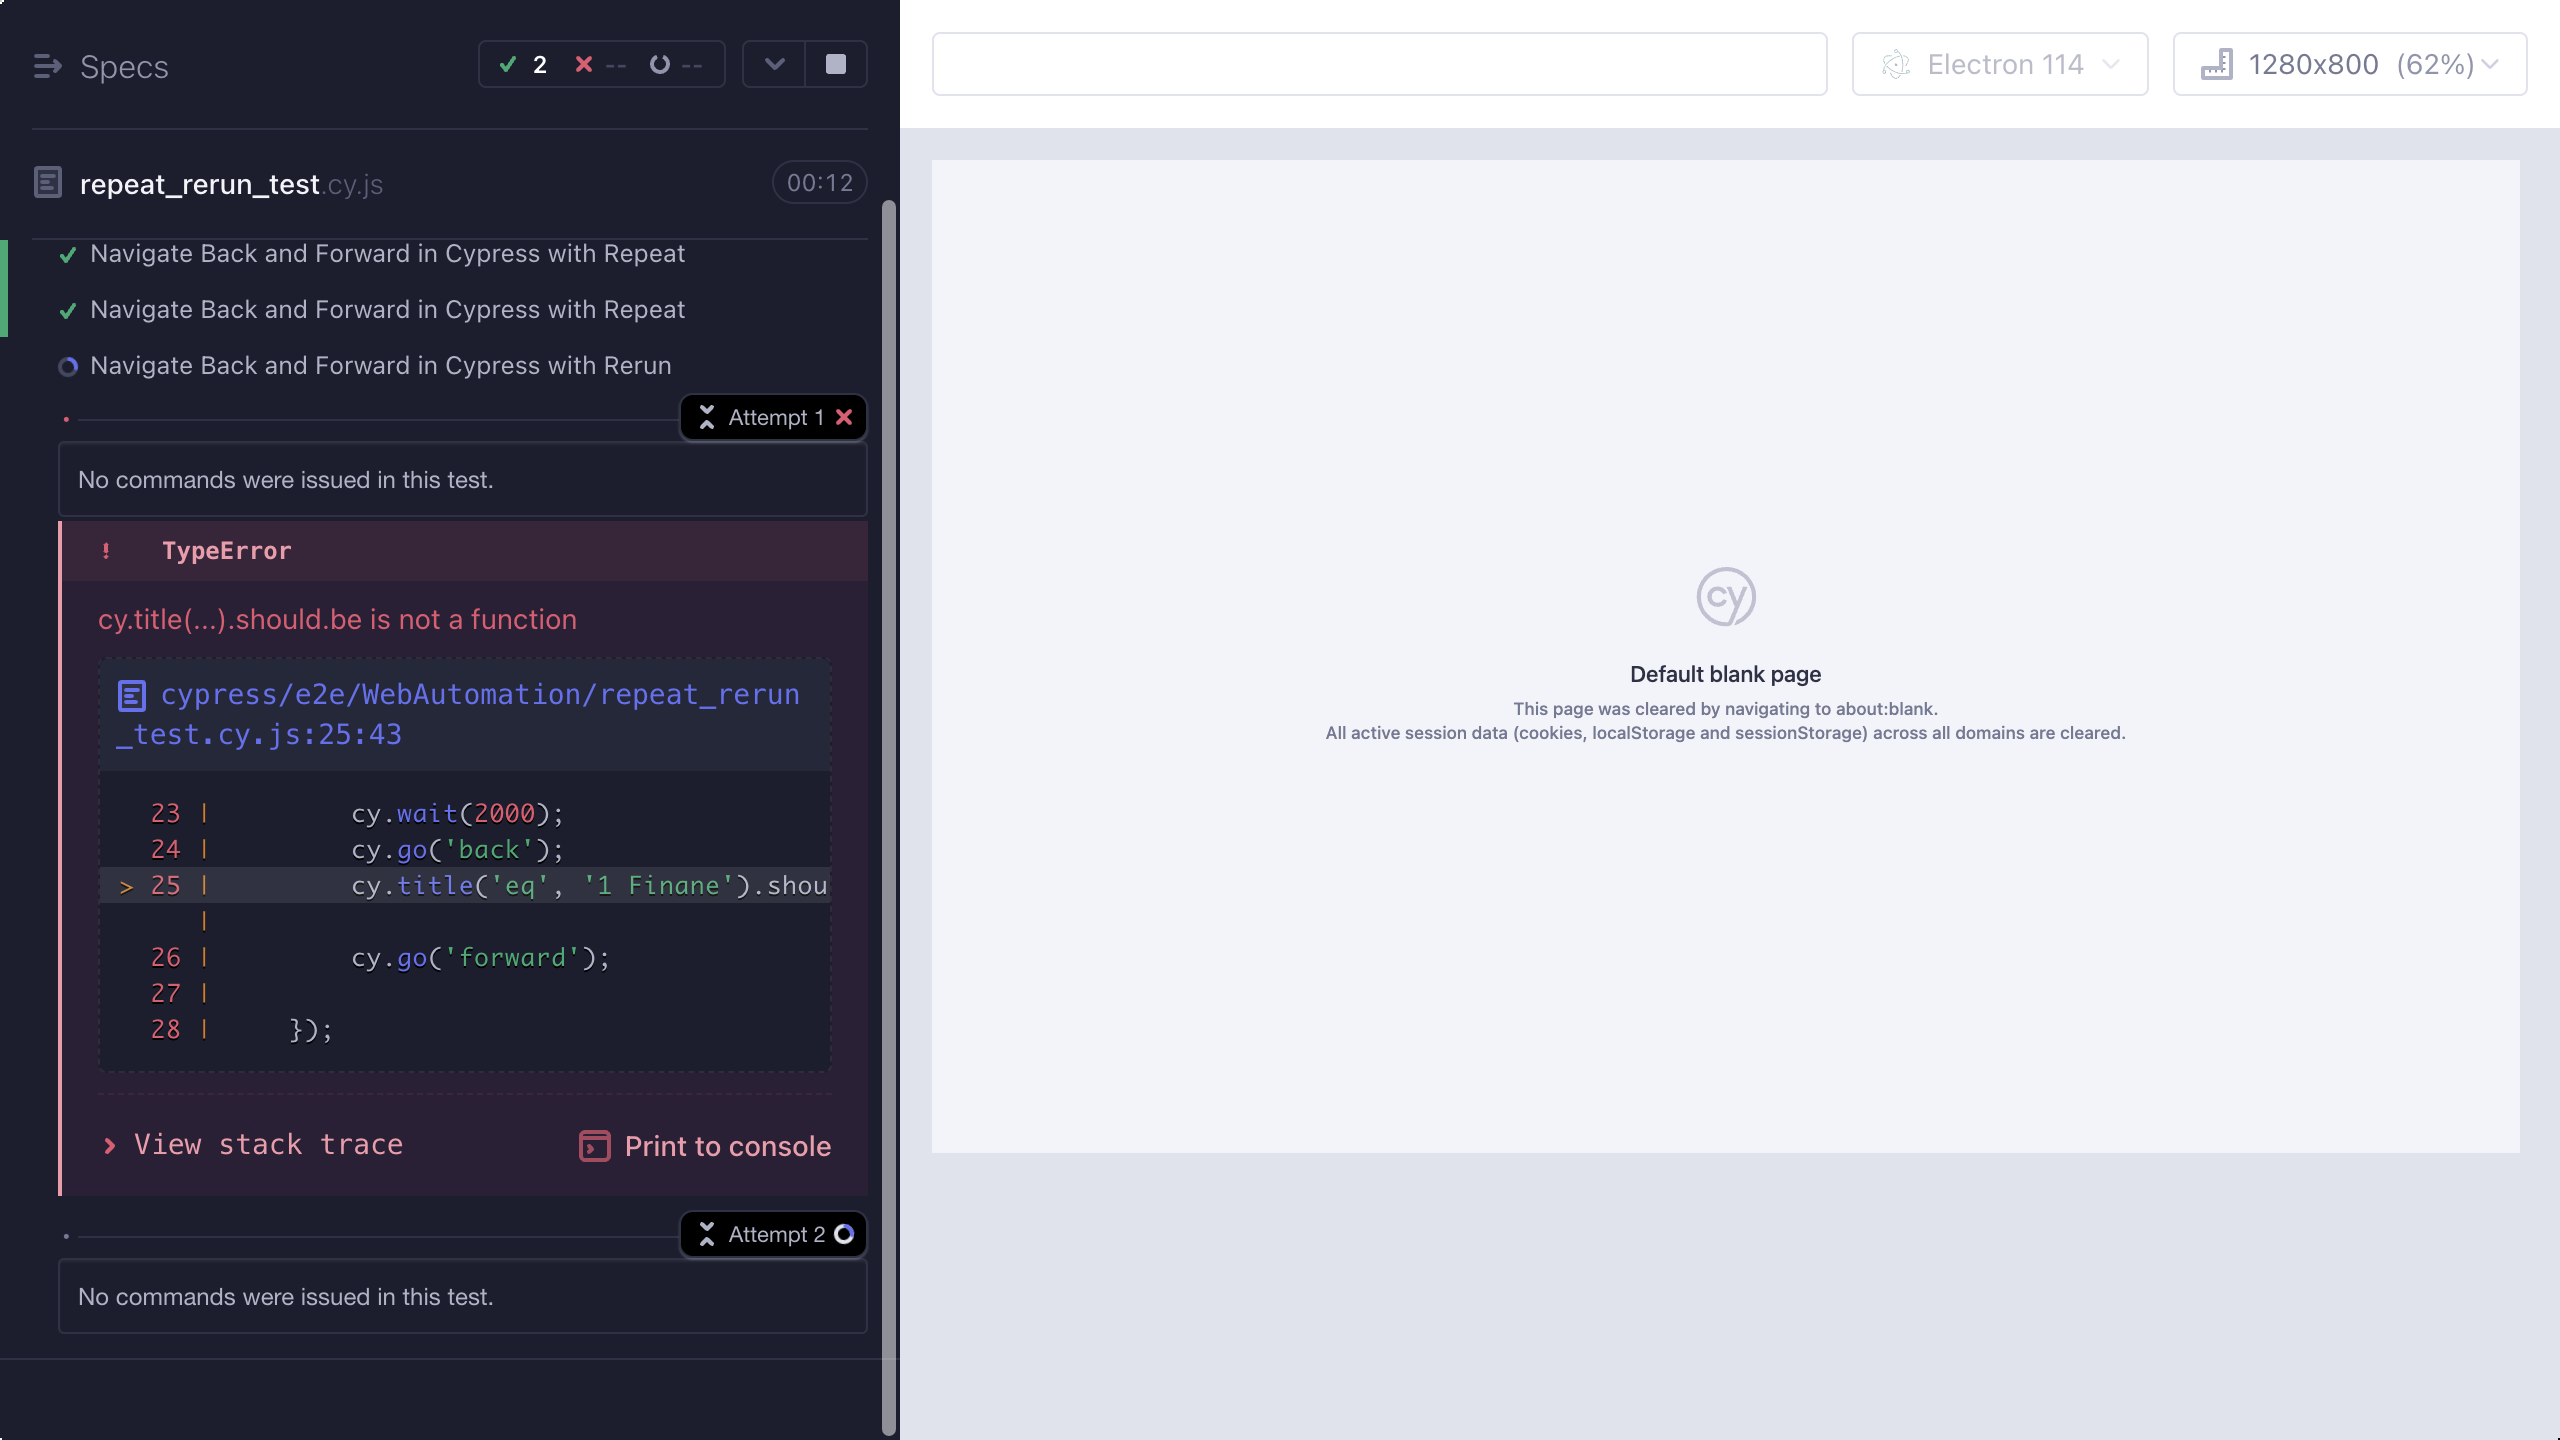 Specs
2
--
--
repeat_rerun_test.cy.js
00:12
Navigate Back and Forward in Cypress with Repeat
Navigate Back and Forward in Cypress with Repeat
Navigate Back and Forward in Cypress with Rerun
Attempt 1
No commands were issued in this test.
! TypeError
cy.title(...).should.be is not a function
cypress/e2e/WebAutomation/repeat_rerun
_test.cy.js:25:43
23 | cy.wait(2000);
24 | cy.go('back');
> 25 | cy.title('eq', '1 Finane').shou
|
26 | cy.go('forward');
27 |
28 | });
View stack trace
Print to console
Attempt 2
No commands were issued in this test.
Electron 114
1280x800 (62%)
cy
Default blank page
This page was cleared by navigating to about:blank.
All active session data (cookies, localStorage and sessionStorage) across all domains are cleared.